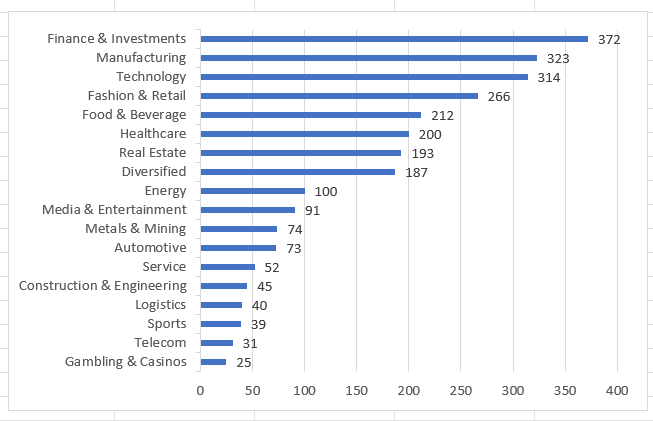 Finance & Investments 372
Manufacturing 323
Technology 314
Fashion & Retail 266
Food & Beverage 212
Healthcare 200
Real Estate 193
Diversified 187
Energy 100
Media & Entertainment 91
Metals & Mining 74
Automotive 73
Service 52
Construction & Engineering 45
Logistics 40
Sports 39
Telecom 31
Gambling & Casinos 25
0 50 100 150 200 250 300 350 400